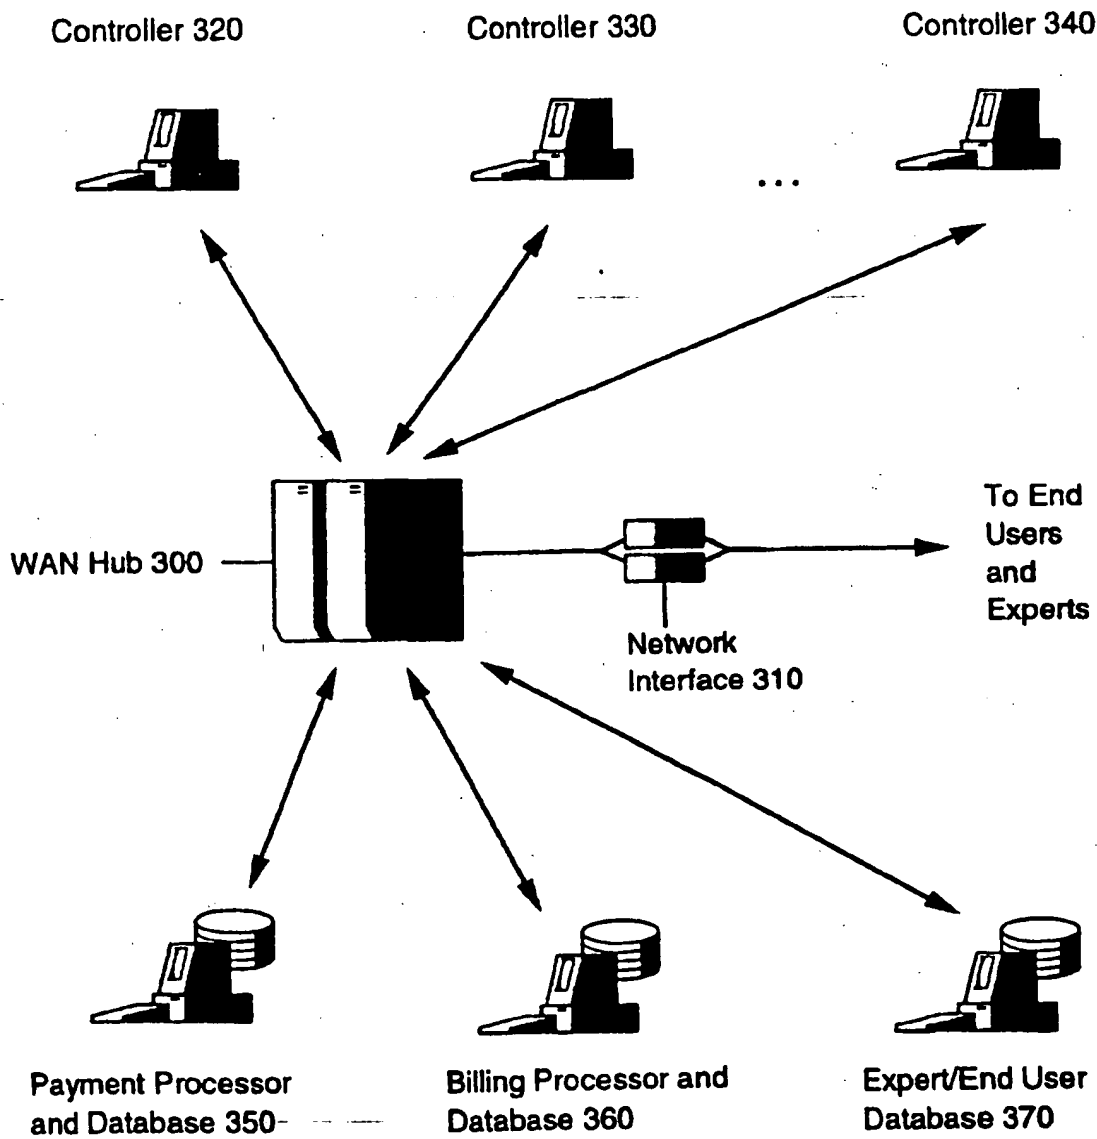 Controller 320
Controller 330
Controller 340
...
To End
Users
and
Experts
WAN Hub 300
Network
Interface 310
Payment Processor
and Database 350
Billing Processor and
Database 360
Expert/End User
Database 370